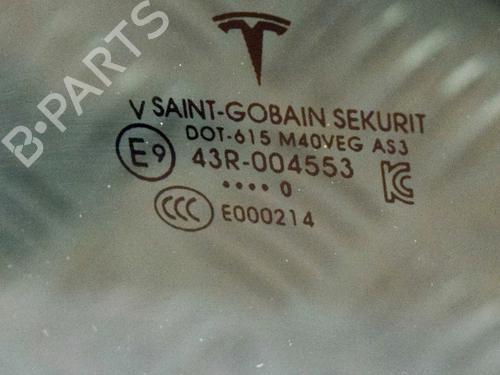 B-PARTS
V SAINT-GOBAIN SEKURIT
DOT-615 M40VEG AS3
E9 43R-004553
•••• 0
CCC E000214